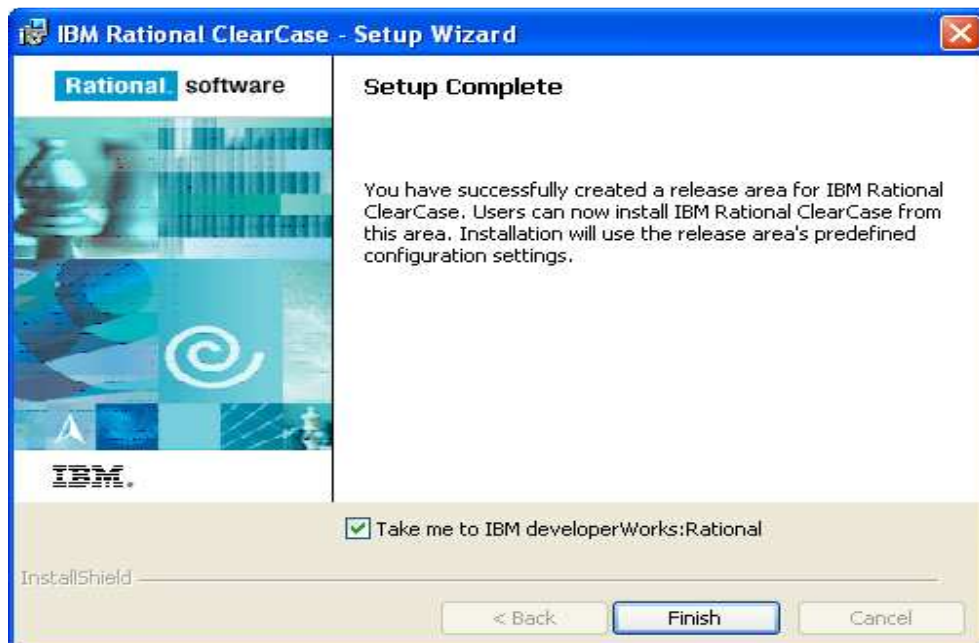 IBM Rational ClearCase - Setup Wizard
Rational. software
Setup Complete
You have successfully created a release area for IBM Rational
ClearCase. Users can now install IBM Rational ClearCase from
this area. Installation will use the release area's predefined
configuration settings.
IBM.
Take me to IBM developerWorks:Rational
InstallShield
< Back
Finish
Cancel